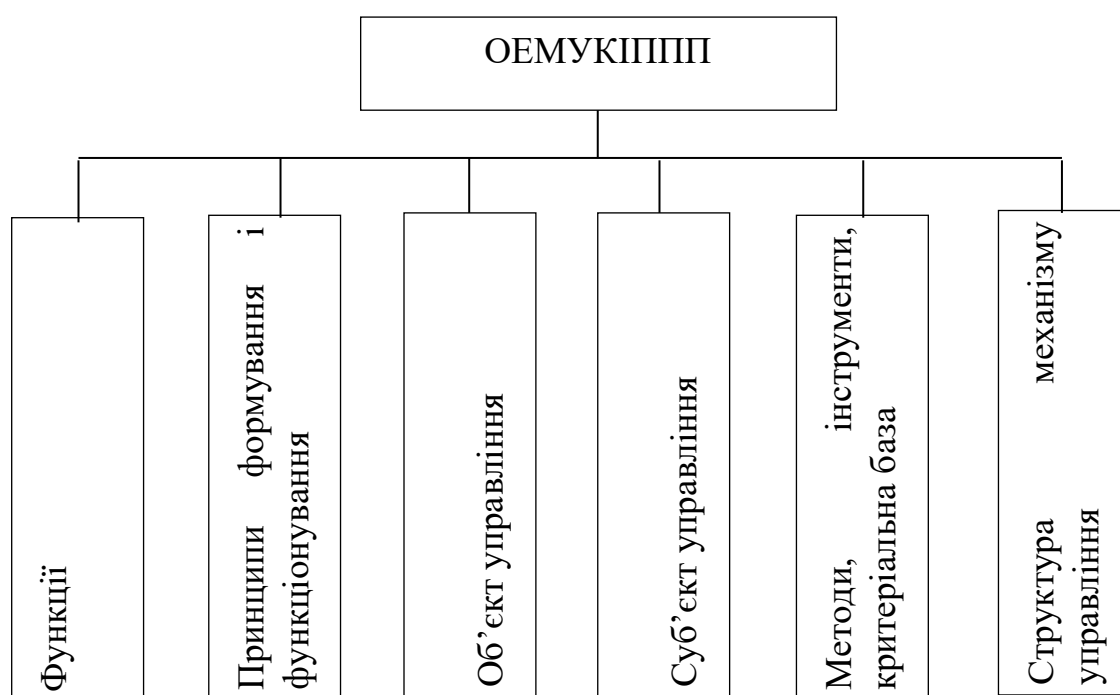 ОЕМУКІППП
Функції
Принципи формування і
функціонування
Об’єкт управління
Суб’єкт управління
Методи, інструменти,
критеріальна база
Структура механізму
управління